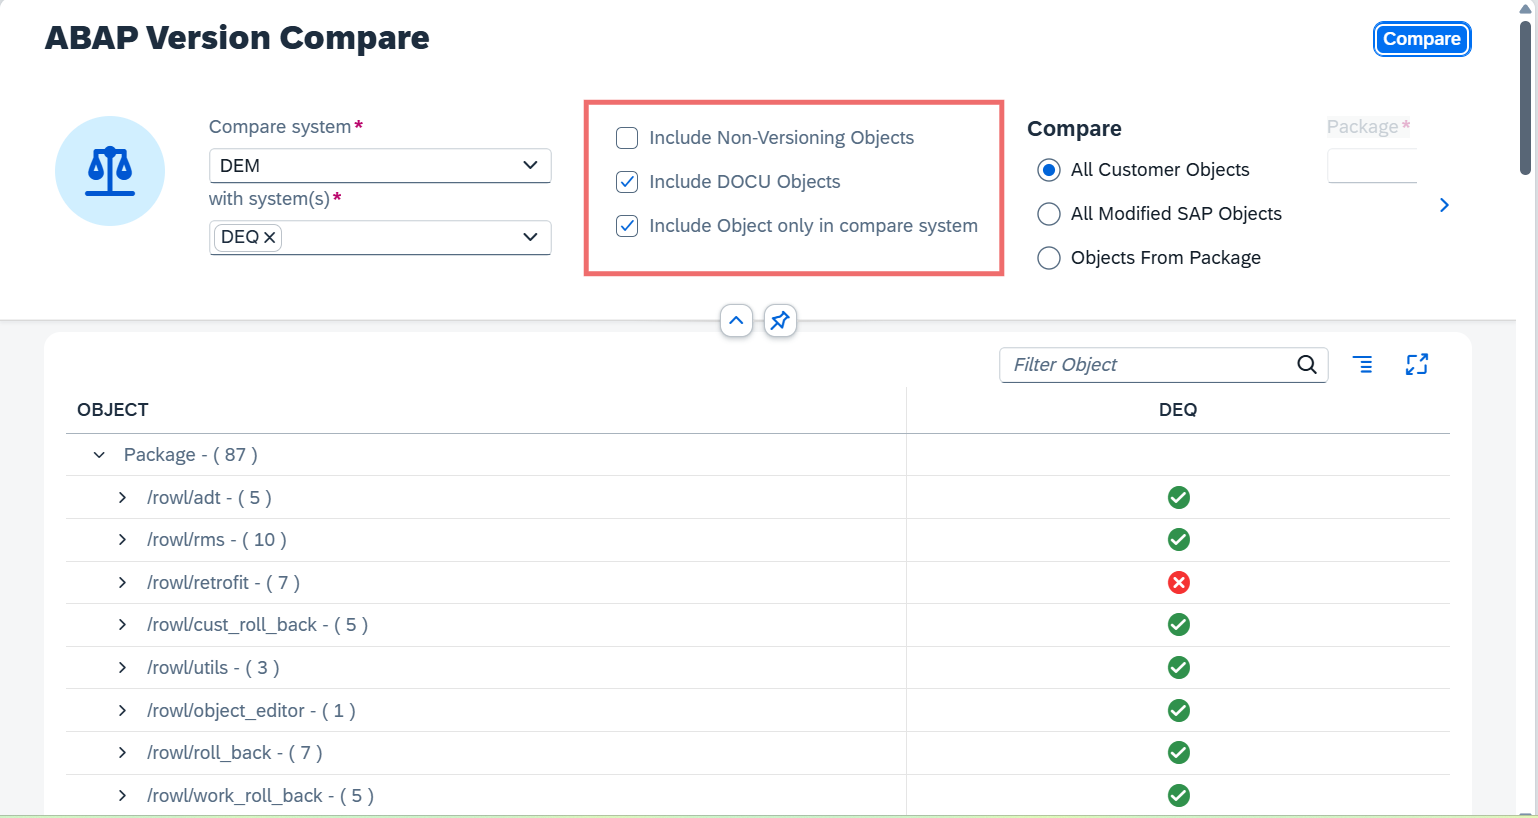 ABAP Version Compare
Compare
Compare system*
DEM
with system(s)*
DEQ
Include Non-Versioning Objects
Include DOCU Objects
Include Object only in compare system
Compare
All Customer Objects
All Modified SAP Objects
Objects From Package
Package*
Filter Object
OBJECT DEQ
Package - ( 87 )
/rowl/adt - ( 5 )
/rowl/rms - ( 10 )
/rowl/retrofit - ( 7 )
/rowl/cust_roll_back - ( 5 )
/rowl/utils - ( 3 )
/rowl/object_editor - ( 1 )
/rowl/roll_back - ( 7 )
/rowl/work_roll_back - ( 5 )